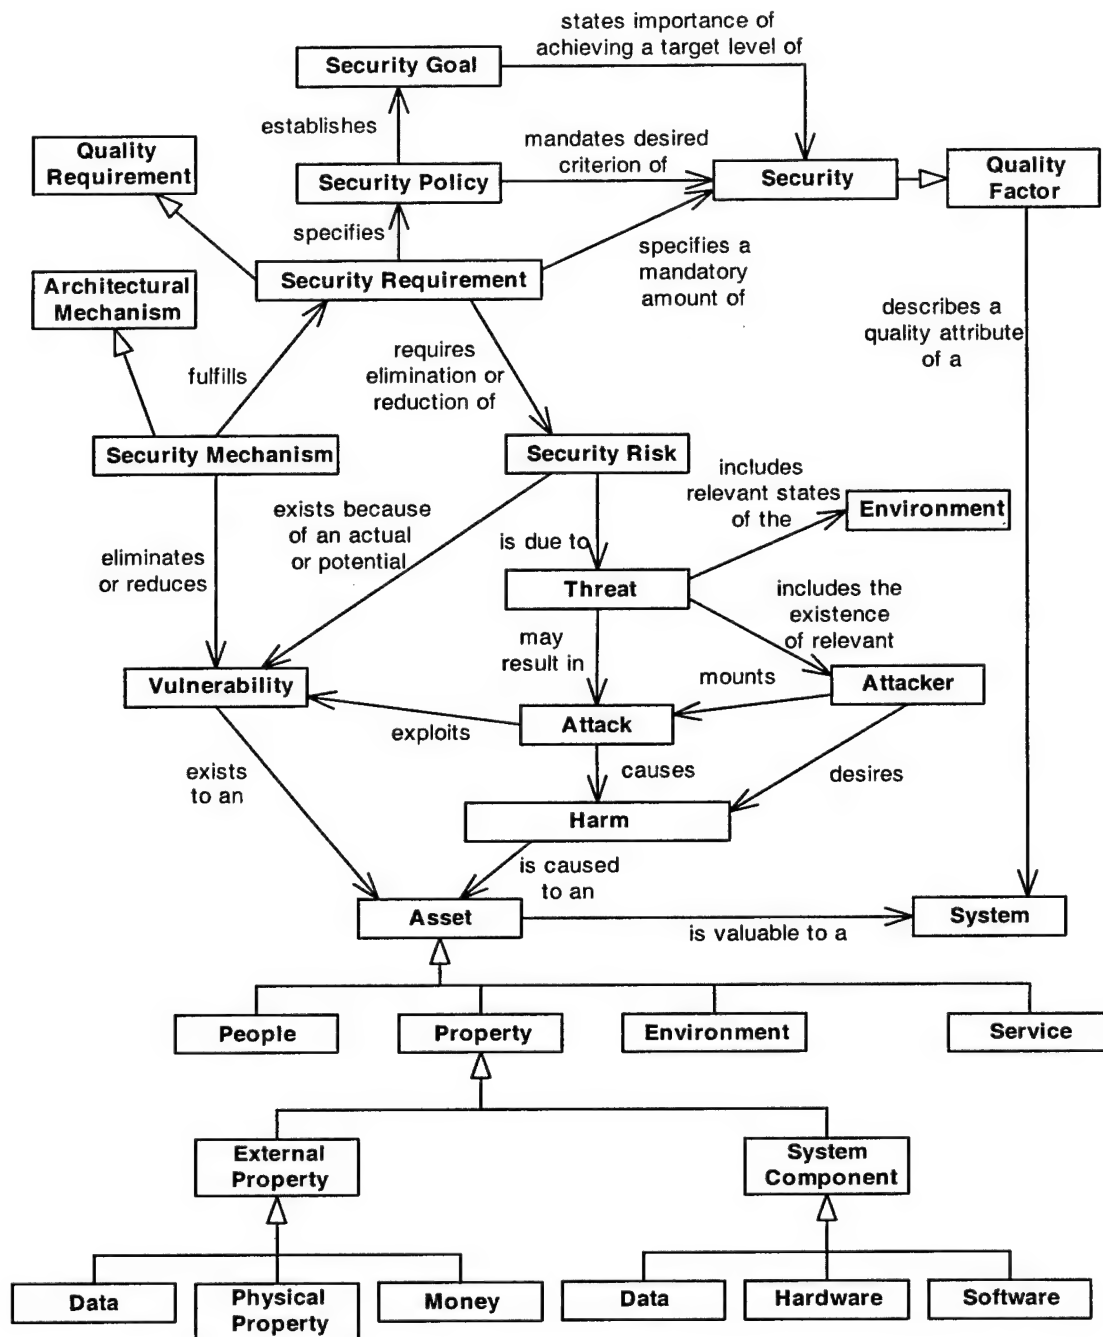 states importance of
achieving a target level of
Security Goal
establishes
mandates desired
criterion of
Quality
Requirement
Security Policy
Security
Quality
Factor
specifies
specifies a
mandatory
amount of
Security Requirement
Architectural
Mechanism
describes a
quality attribute
of a
requires
elimination or
reduction of
fulfills
Security Mechanism
Security Risk
includes
relevant states
of the
Environment
exists because
of an actual
or potential
is due to
eliminates
or reduces
Threat
includes the
existence
of relevant
may
result in
Vulnerability
mounts
Attacker
Attack
exploits
exists
to an
causes
desires
Harm
is caused
to an
Asset
is valuable to a
System
People
Property
Environment
Service
External
Property
System
Component
Data
Physical
Property
Money
Data
Hardware
Software